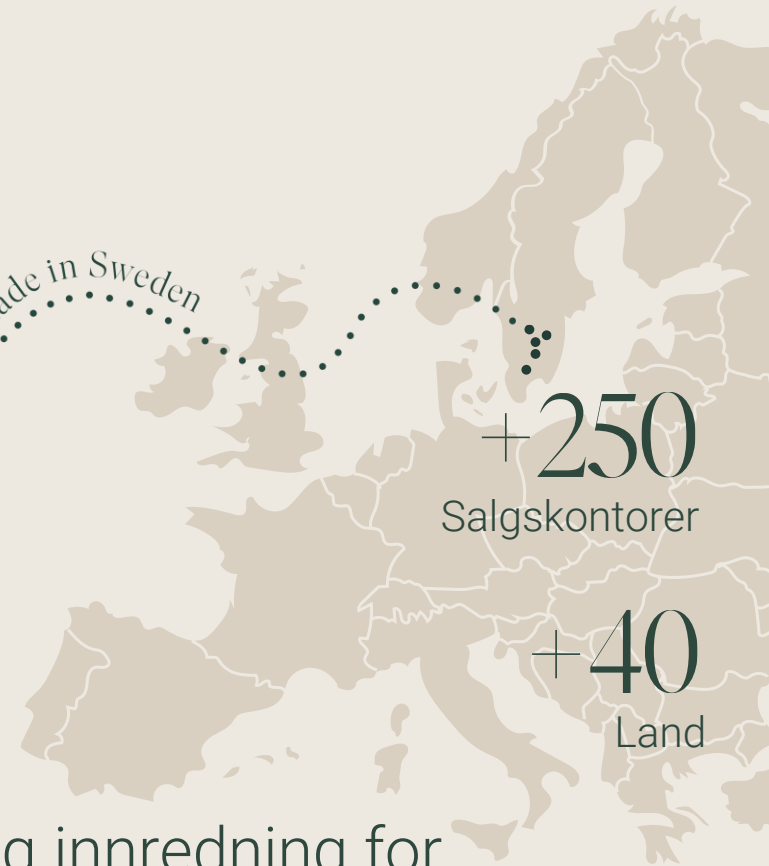 ade in Sweden
+250
Salgskontorer
+40
Land
g innredning for